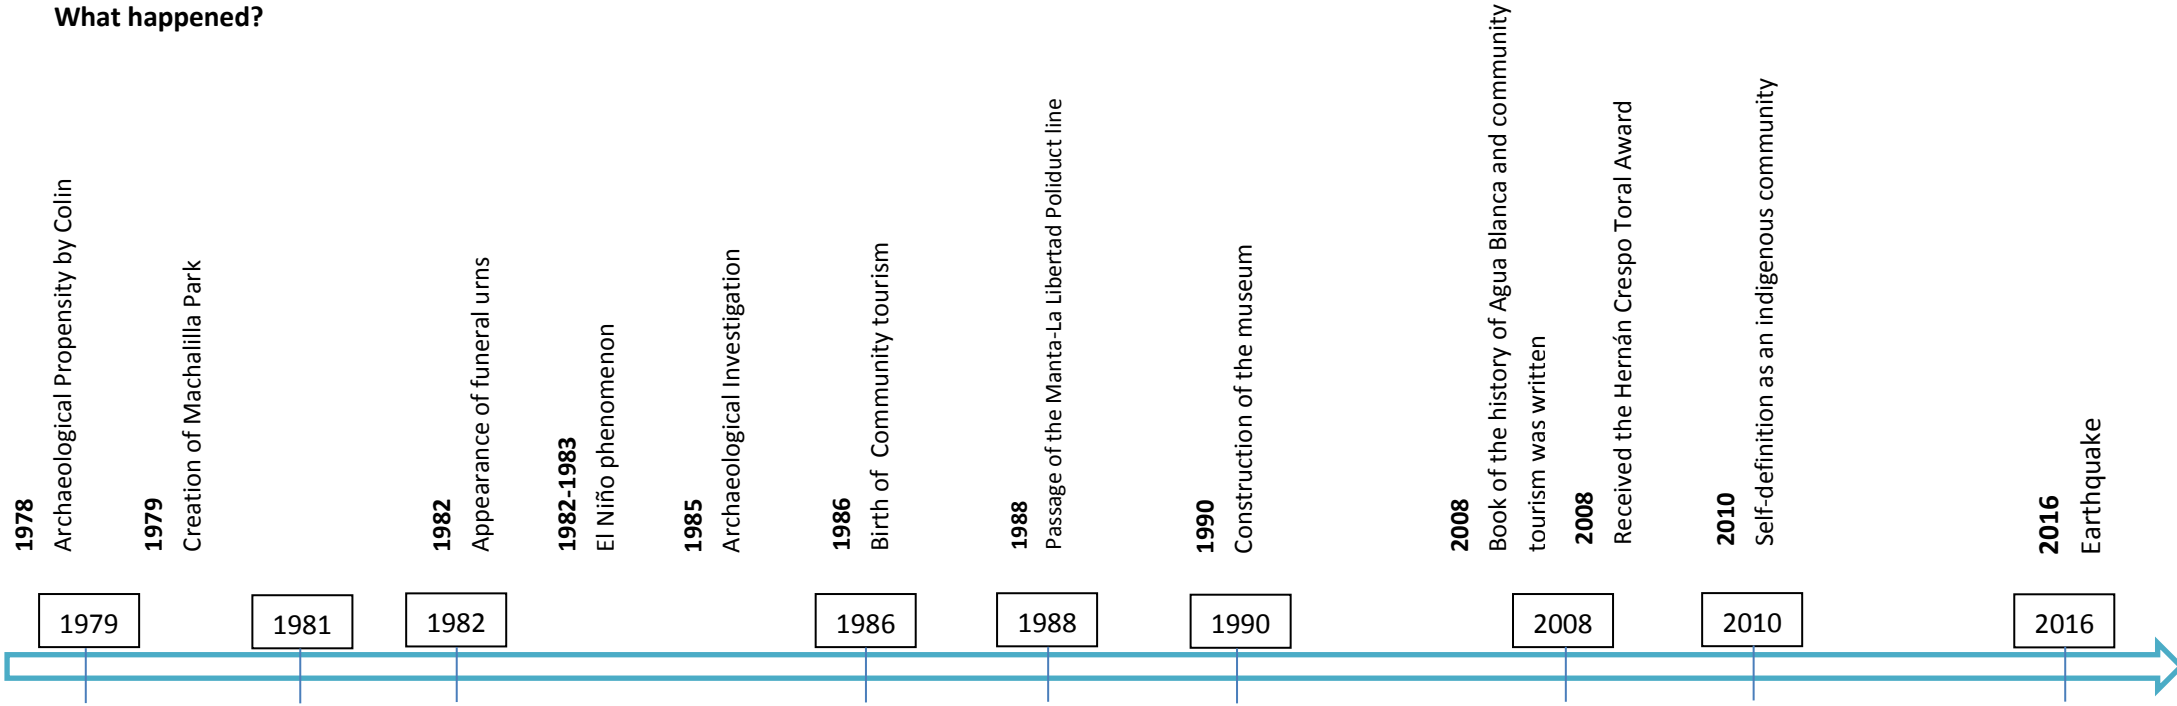 What happened?
1978
Archaeological Propensity by Colin
1979
Creation of Machalilla Park
1982
Appearance of funeral urns
1982-1983
El Niño phenomenon
1985
Archaeological Investigation
1986
Birth of Community tourism
1988
Passage of the Manta-La Libertad Poliduct line
1990
Construction of the museum
2008
Book of the history of Agua Blanca and community
tourism was written
2008
Received the Hernán Crespo Toral Award
2010
Self-definition as an indigenous community
2016
Earthquake
1979
1981
1982
1986
1988
1990
2008
2010
2016